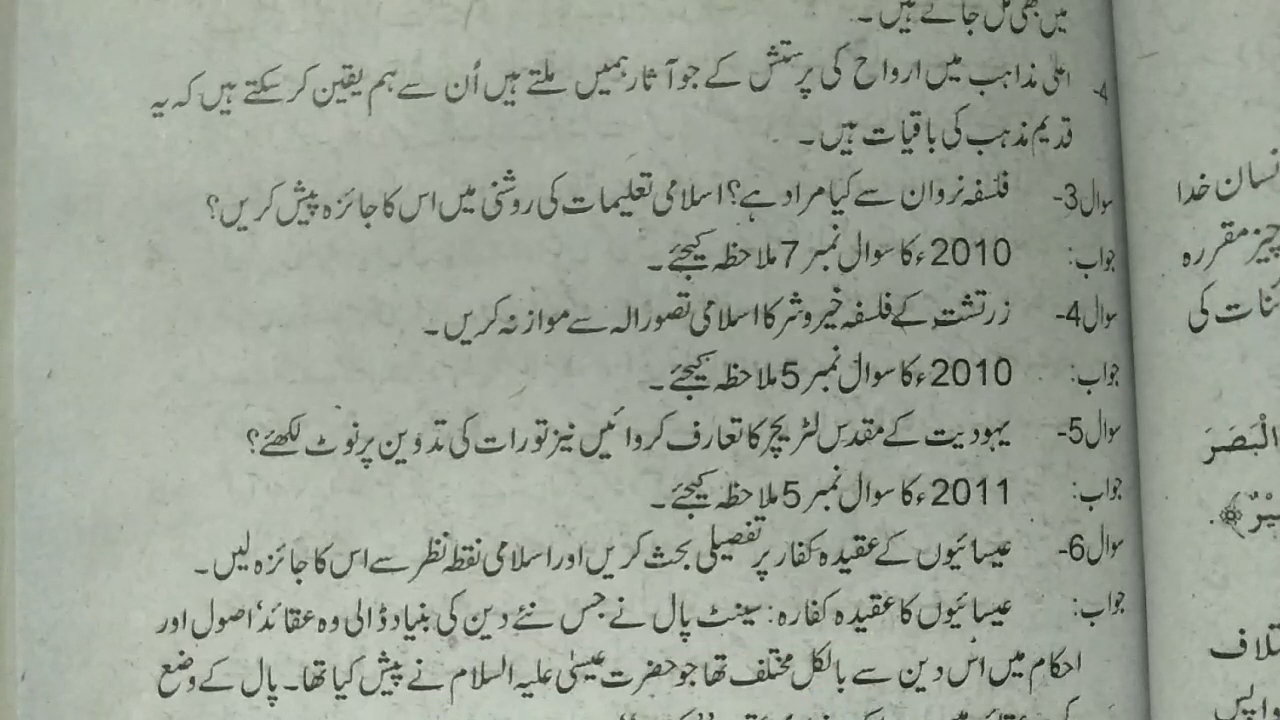 میں بھی مل جاتے ہیں۔
4- اعلیٰ مذاہب میں ارواح کی پرستش کے جو آثار ہمیں ملتے ہیں اُن سے ہم یقین کر سکتے ہیں کہ یہ
قدیم مذہب کی باقیات ہیں۔
سوال3- فلسفہ نروان سے کیا مراد ہے؟ اسلامی تعلیمات کی روشنی میں اس کا جائزہ پیش کریں؟
جواب: 2010ء کا سوال نمبر 7 ملاحظہ کیجئے۔
سوال4- زرتشت کے فلسفہ خیر و شر کا اسلامی تصور الہ سے موازنہ کریں۔
جواب: 2010ء کا سوال نمبر 5 ملاحظہ کیجئے۔
سوال5- یہودیت کے مقدس لٹریچر کا تعارف کروائیں نیز تورات کی تدوین پر نوٹ لکھئے؟
جواب: 2011ء کا سوال نمبر 5 ملاحظہ کیجئے۔
سوال6- عیسائیوں کے عقیدہ کفار پر تفصیلی بحث کریں اور اسلامی نقطہ نظر سے اس کا جائزہ لیں۔
جواب: عیسائیوں کا عقیدہ کفارہ: سینٹ پال نے جس نئے دین کی بنیاد ڈالی وہ عقائد، اصول اور
احکام میں اس دین سے بالکل مختلف تھا جو حضرت عیسیٰ علیہ السلام نے پیش کیا تھا۔ پال کے وضع
انسان خدا
چیز مقررہ
الْبَصَرَ